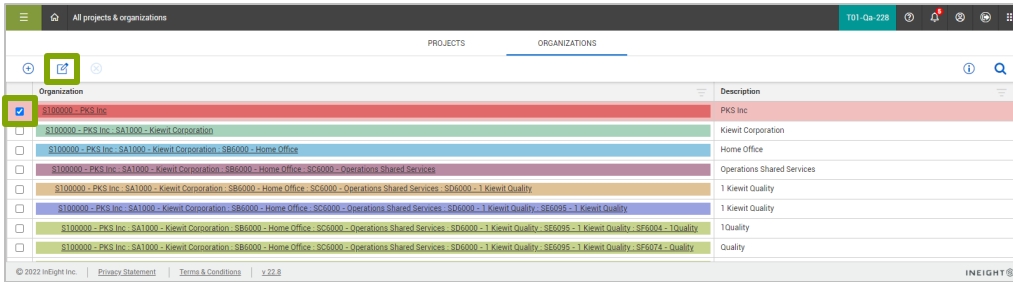 All projects & organizations T01-Qa-228 6
PROJECTS ORGANIZATIONS
Organization Description
S100000 - PKS Inc PKS Inc
S100000 - PKS Inc : SA1000 - Kiewit Corporation Kiewit Corporation
S100000 - PKS Inc : SA1000 - Kiewit Corporation : SB6000 - Home Office Home Office
S100000 - PKS Inc : SA1000 - Kiewit Corporation : SB6000 - Home Office : SC6000 - Operations Shared Services Operations Shared Services
S100000 - PKS Inc : SA1000 - Kiewit Corporation : SB6000 - Home Office : SC6000 - Operations Shared Services : SD6000 - 1 Kiewit Quality 1 Kiewit Quality
S100000 - PKS Inc : SA1000 - Kiewit Corporation : SB6000 - Home Office : SC6000 - Operations Shared Services : SD6000 - 1 Kiewit Quality : SE6095 - 1 Kiewit Quality 1 Kiewit Quality
S100000 - PKS Inc : SA1000 - Kiewit Corporation : SB6000 - Home Office : SC6000 - Operations Shared Services : SD6000 - 1 Kiewit Quality : SE6095 - 1 Kiewit Quality : SF6004 - 1Quality 1Quality
S100000 - PKS Inc : SA1000 - Kiewit Corporation : SB6000 - Home Office : SC6000 - Operations Shared Services : SD6000 - 1 Kiewit Quality : SE6095 - 1 Kiewit Quality : SF6074 - Quality Quality
© 2022 InEight Inc. | Privacy Statement | Terms & Conditions | v 22.8 INEIGHT